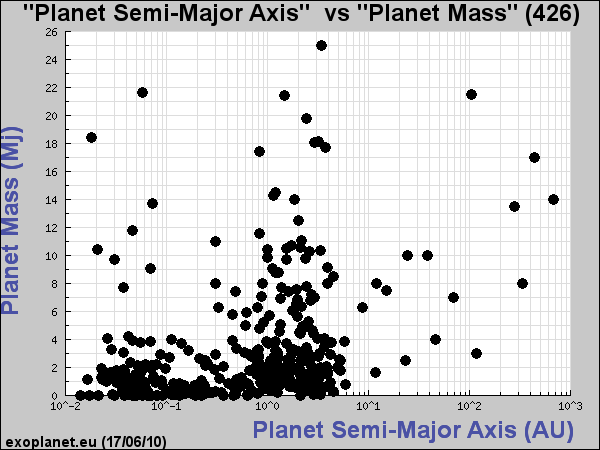 "Planet Semi-Major Axis" vs "Planet Mass" (426)
Planet Mass (Mj)
26
24
22
20
18
16
14
12
10
8
6
4
2
0
10^-2 10^-1 10^0 10^1 10^2 10^3
Planet Semi-Major Axis (AU)
exoplanet.eu (17/06/10)